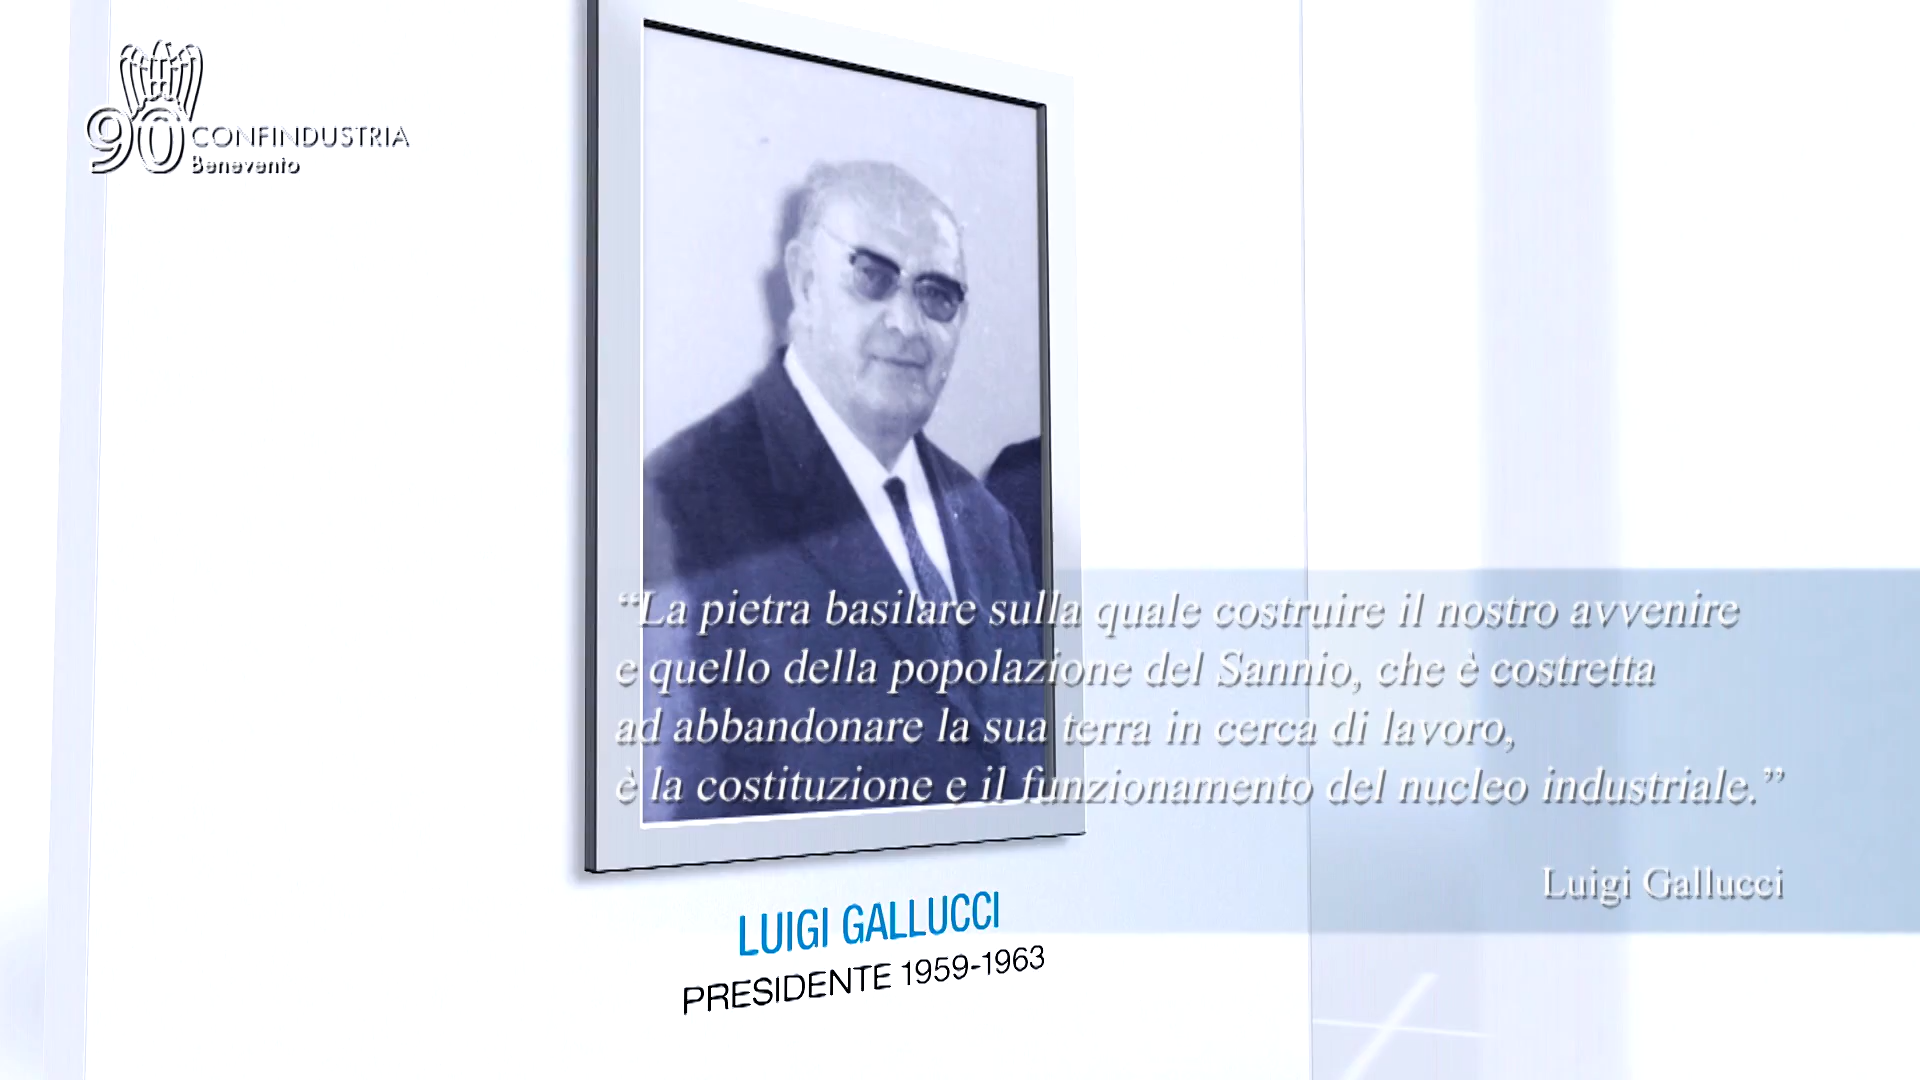 90 CONFINDUSTRIA
Benevento
“La pietra basilare sulla quale costruire il nostro avvenire
e quello della popolazione del Sannio, che è costretta
ad abbandonare la sua terra in cerca di lavoro,
è la costituzione e il funzionamento del nucleo industriale.”
Luigi Gallucci
LUIGI GALLUCCI
PRESIDENTE 1959-1963